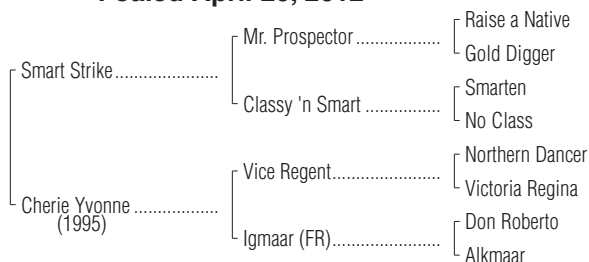 Foaled April 2012
Raise a Native
Mr. Prospector
Gold Digger
Smart Strike
Smarten
Classy 'n Smart
No Class
Northern Dancer
Vice Regent
Victoria Regina
Cherie Yvonne
(1995)
Don Roberto
Igmaar (FR)
Alkmaar